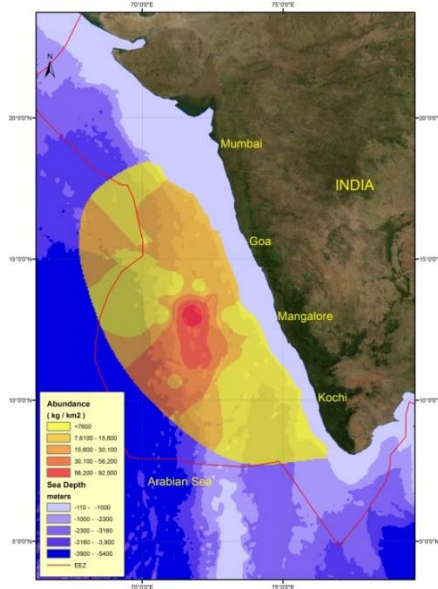 70°0'0"E 75°0'0"E
N
20°0'0"N
Mumbai
INDIA
Goa
15°0'0"N
Mangalore
Kochi
10°0'0"N
Abundance
( kg / km2 )
<7600
7,6100 - 15,600
15,600 - 30,100
30,100 - 56,200
56,200 - 92,500
Sea Depth
meters
-110 - -1000
-1000 - -2300
-2300 - -3160
-3160 - -3,900
-3900 - -5400
EEZ
Arabian Sea
5°0'0"N
70°0'0"E 75°0'0"E